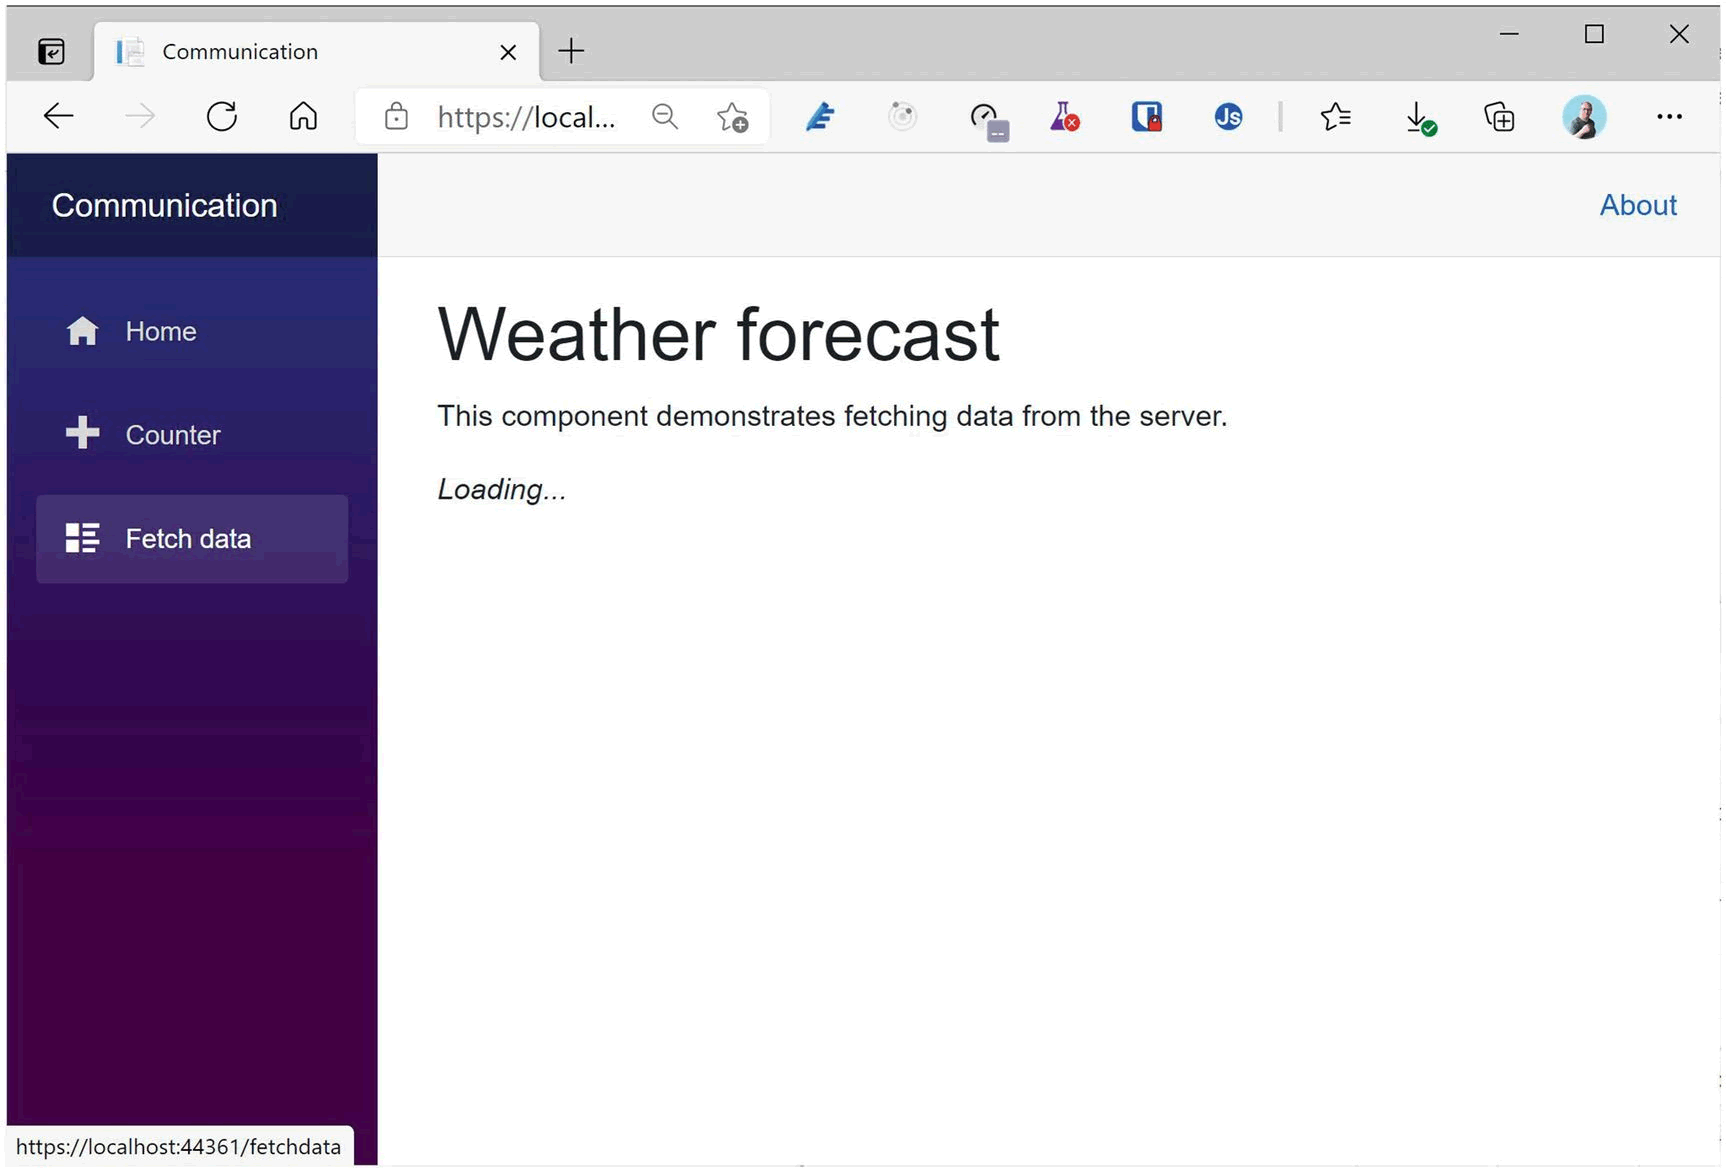 Communication
https://local...
Js
Communication
About
Home
Counter
Fetch data
Weather forecast
This component demonstrates fetching data from the server.
Loading...
https://localhost:44361/fetchdata